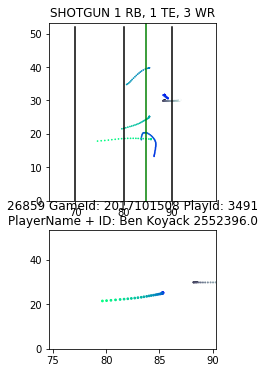 SHOTGUN 1 RB, 1 TE, 3 WR
50
40
30
20
10
0
70 80 90
26859 GameId: 2017101508 PlayId: 3491
PlayerName + ID: Ben Koyack 2552396.0
40
20
0
75 80 85 90